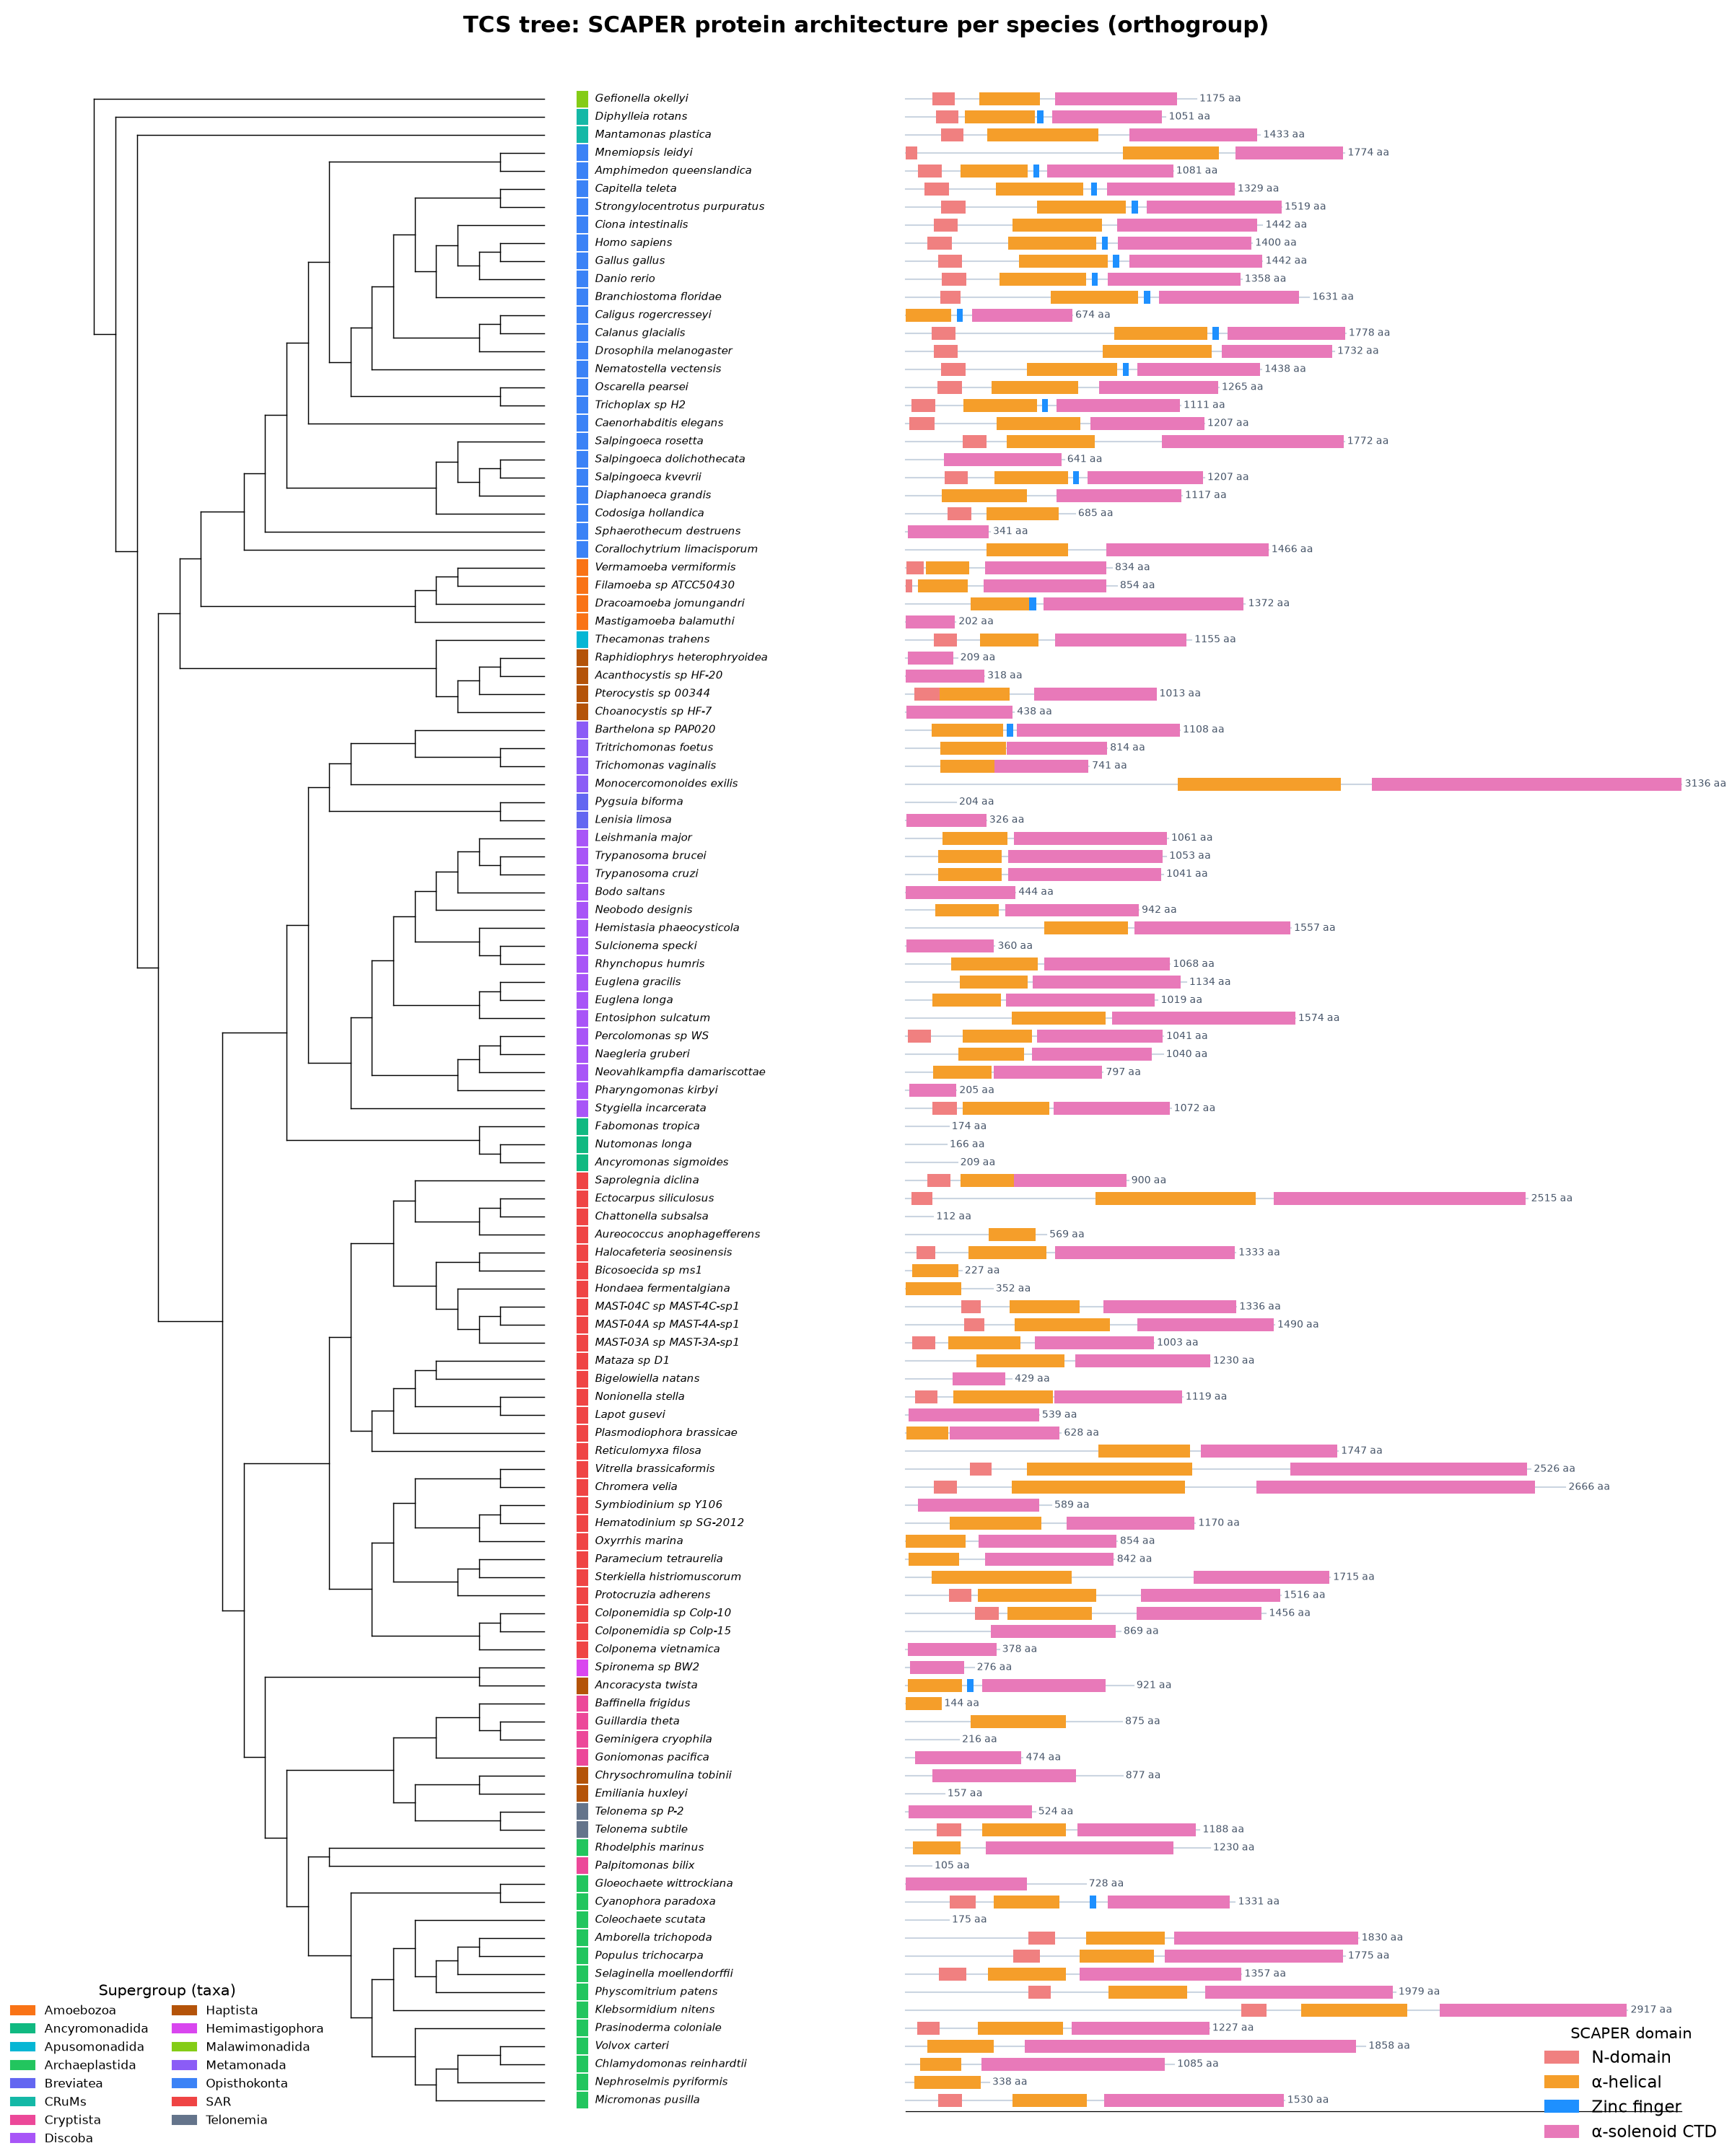 TCS tree: SCAPER protein architecture per species (orthogroup)
Gefionella okellyi 1175 aa
Diphylleia rotans 1051 aa
Mantamonas plastica 1433 aa
Mnemiopsis leidyi 1774 aa
Amphimedon queenslandica 1081 aa
Capitella teleta 1329 aa
Strongylocentrotus purpuratus 1519 aa
Ciona intestinalis 1442 aa
Homo sapiens 1400 aa
Gallus gallus 1442 aa
Danio rerio 1358 aa
Branchiostoma floridae 1631 aa
Caligus rogercresseyi 674 aa
Calanus glacialis 1778 aa
Drosophila melanogaster 1732 aa
Nematostella vectensis 1438 aa
Oscarella pearsei 1265 aa
Trichoplax sp H2 1111 aa
Caenorhabditis elegans 1207 aa
Salpingoeca rosetta 1772 aa
Salpingoeca dolichothecata 641 aa
Salpingoeca kvevrii 1207 aa
Diaphanoeca grandis 1117 aa
Codosiga hollandica 685 aa
Sphaerothecum destruens 341 aa
Corallochytrium limacisporum 1466 aa
Vermamoeba vermiformis 834 aa
Filamoeba sp ATCC50430 854 aa
Dracoamoeba jomungandri 1372 aa
Mastigamoeba balamuthi 202 aa
Thecamonas trahens 1155 aa
Raphidiophrys heterophryoidea 209 aa
Acanthocystis sp HF-20 318 aa
Pterocystis sp 00344 1013 aa
Choanocystis sp HF-7 438 aa
Barthelona sp PAP020 1108 aa
Tritrichomonas foetus 814 aa
Trichomonas vaginalis 741 aa
Monocercomonoides exilis 3136 aa
Pygsuia biforma 204 aa
Lenisia limosa 326 aa
Leishmania major 1061 aa
Trypanosoma brucei 1053 aa
Trypanosoma cruzi 1041 aa
Bodo saltans 444 aa
Neobodo designis 942 aa
Hemistasia phaeocysticola 1557 aa
Sulcionema specki 360 aa
Rhynchopus humris 1068 aa
Euglena gracilis 1134 aa
Euglena longa 1019 aa
Entosiphon sulcatum 1574 aa
Percolomonas sp WS 1041 aa
Naegleria gruberi 1040 aa
Neovahlkampfia damariscottae 797 aa
Pharyngomonas kirbyi 205 aa
Stygiella incarcerata 1072 aa
Fabomonas tropica 174 aa
Nutomonas longa 166 aa
Ancyromonas sigmoides 209 aa
Saprolegnia diclina 900 aa
Ectocarpus siliculosus 2515 aa
Chattonella subsalsa 112 aa
Aureococcus anophagefferens 569 aa
Halocafeteria seosinensis 1333 aa
Bicosoecida sp ms1 227 aa
Hondaea fermentalgiana 352 aa
MAST-04C sp MAST-4C-sp1 1336 aa
MAST-04A sp MAST-4A-sp1 1490 aa
MAST-03A sp MAST-3A-sp1 1003 aa
Mataza sp D1 1230 aa
Bigelowiella natans 429 aa
Nonionella stella 1119 aa
Lapot gusevi 539 aa
Plasmodiophora brassicae 628 aa
Reticulomyxa filosa 1747 aa
Vitrella brassicaformis 2526 aa
Chromera velia 2666 aa
Symbiodinium sp Y106 589 aa
Hematodinium sp SG-2012 1170 aa
Oxyrrhis marina 854 aa
Paramecium tetraurelia 842 aa
Sterkiella histriomuscorum 1715 aa
Protocruzia adherens 1516 aa
Colponemidia sp Colp-10 1456 aa
Colponemidia sp Colp-15 869 aa
Colponema vietnamica 378 aa
Spironema sp BW2 276 aa
Ancoracysta twista 921 aa
Baffinella frigidus 144 aa
Guillardia theta 875 aa
Geminigera cryophila 216 aa
Goniomonas pacifica 474 aa
Chrysochromulina tobinii 877 aa
Emiliania huxleyi 157 aa
Telonema sp P-2 524 aa
Telonema subtile 1188 aa
Rhodelphis marinus 1230 aa
Palpitomonas bilix 105 aa
Gloeochaete wittrockiana 728 aa
Cyanophora paradoxa 1331 aa
Coleochaete scutata 175 aa
Amborella trichopoda 1830 aa
Populus trichocarpa 1775 aa
Selaginella moellendorffii 1357 aa
Physcomitrium patens 1979 aa
Klebsormidium nitens 2917 aa
Prasinoderma coloniale 1227 aa
Volvox carteri 1858 aa
Chlamydomonas reinhardtii 1085 aa
Nephroselmis pyriformis 338 aa
Micromonas pusilla 1530 aa
Supergroup (taxa)
Amoebozoa
Ancyromonadida
Apusomonadida
Archaeplastida
Breviatea
CRuMs
Cryptista
Discoba
Haptista
Hemimastigophora
Malawimonadida
Metamonada
Opisthokonta
SAR
Telonemia
SCAPER domain
N-domain
α-helical
Zinc finger
α-solenoid CTD